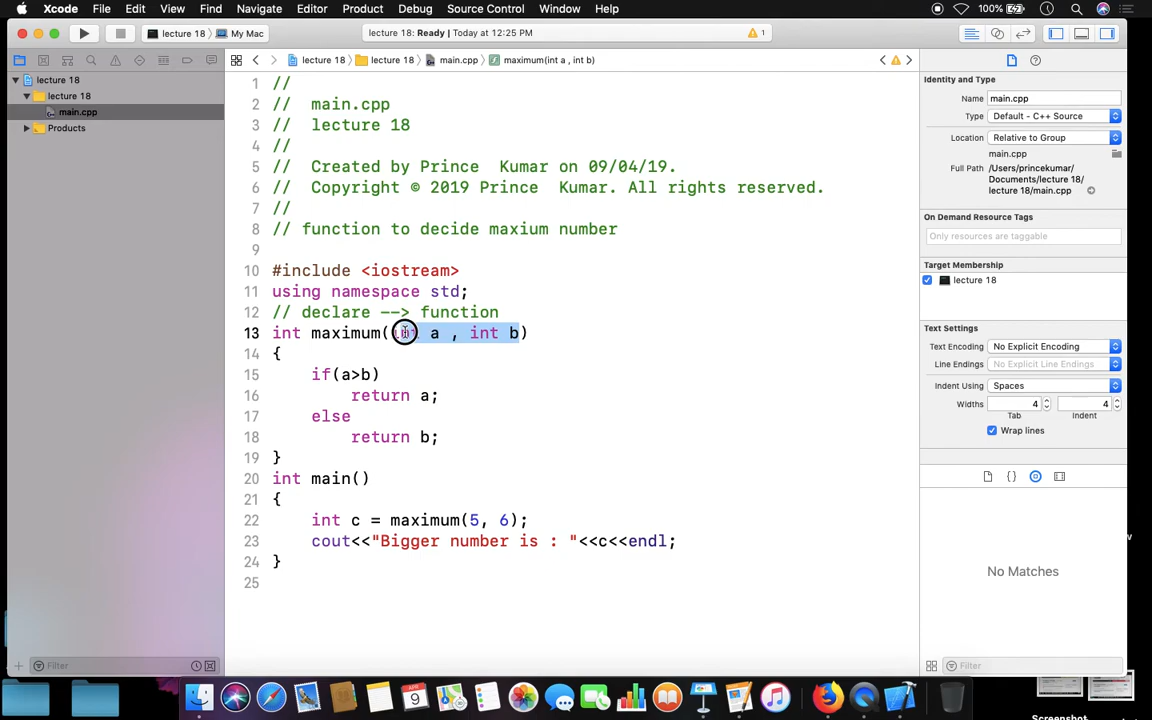 Xcode File Edit View Find Navigate Editor Product Debug Source Control Window Help 100%
lecture 18 My Mac lecture 18: Ready | Today at 12:25 PM 1
lecture 18 lecture 18 main.cpp maximum(int a , int b)
lecture 18
lecture 18
main.cpp
Products
1 //
2 // main.cpp
3 // lecture 18
4 //
5 // Created by Prince Kumar on 09/04/19.
6 // Copyright © 2019 Prince Kumar. All rights reserved.
7 //
8 // function to decide maxium number
9
10 #include <iostream>
11 using namespace std;
12 // declare --> function
13 int maximum(int a , int b)
14 {
15 if(a>b)
16 return a;
17 else
18 return b;
19 }
20 int main()
21 {
22 int c = maximum(5, 6);
23 cout<<"Bigger number is : "<<c<<endl;
24 }
25
Identity and Type
Name main.cpp
Type Default - C++ Source
Location Relative to Group
main.cpp
Full Path /Users/princekumar/
Documents/lecture 18/
lecture 18/main.cpp
On Demand Resource Tags
Only resources are taggable
Target Membership
lecture 18
Text Settings
Text Encoding No Explicit Encoding
Line Endings No Explicit Line Endings
Indent Using Spaces
Widths 4 4
Tab Indent
Wrap lines
{}
No Matches
Filter
Filter
APR
9
Screenshot